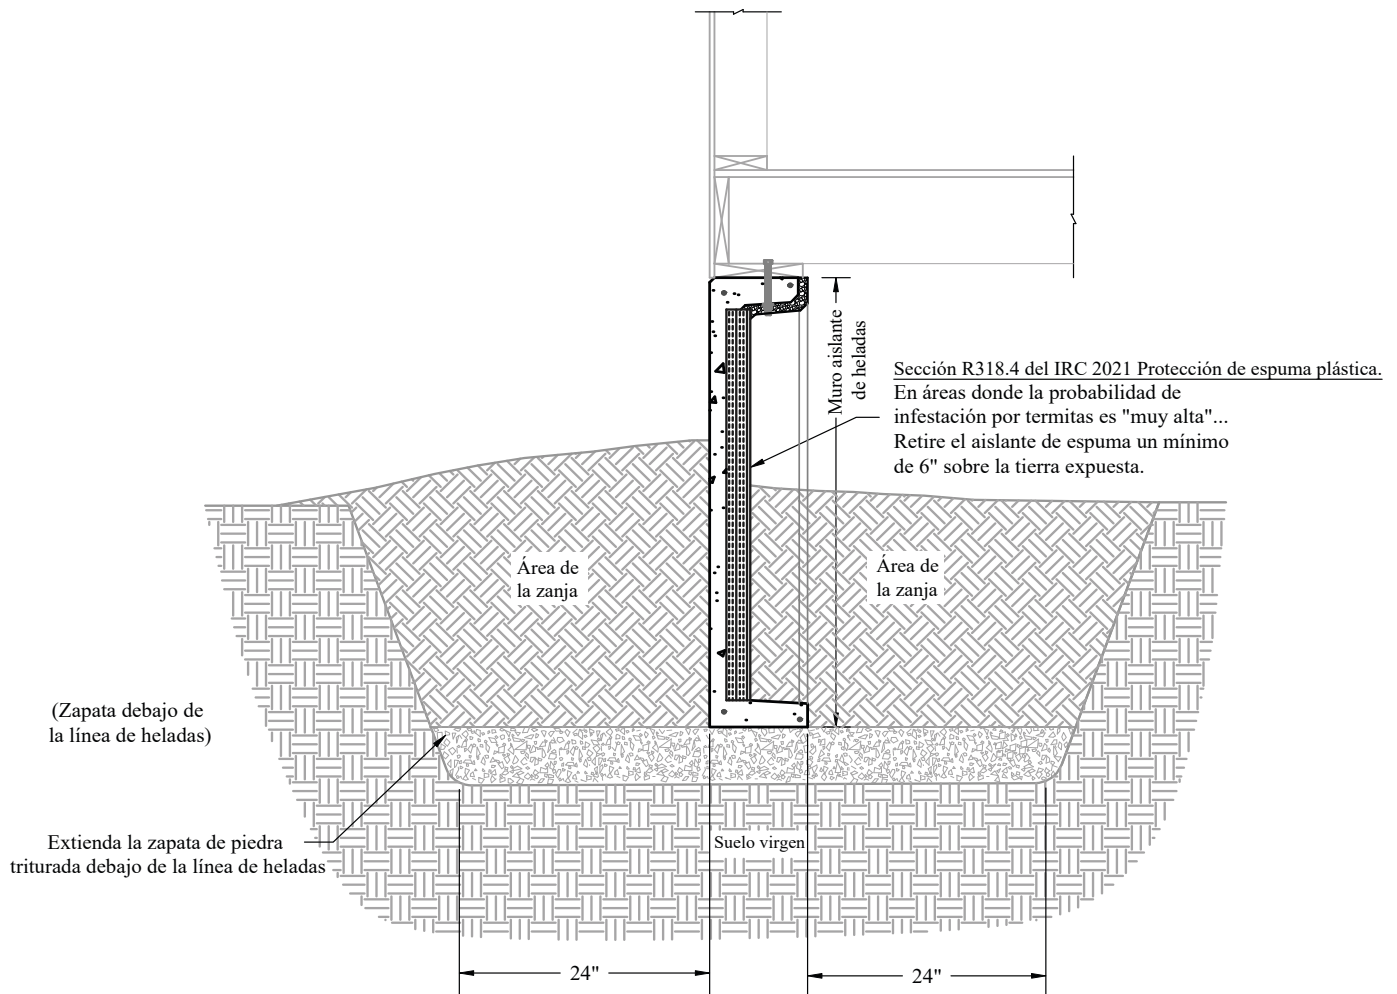 Muro aislante
de heladas
Sección R318.4 del IRC 2021 Protección de espuma plástica.
En áreas donde la probabilidad de
infestación por termitas es "muy alta"...
Retire el aislante de espuma un mínimo
de 6" sobre la tierra expuesta.
Área de
la zanja
Área de
la zanja
(Zapata debajo de
la línea de heladas)
Extienda la zapata de piedra
triturada debajo de la línea de heladas
Suelo virgen
24"
24"